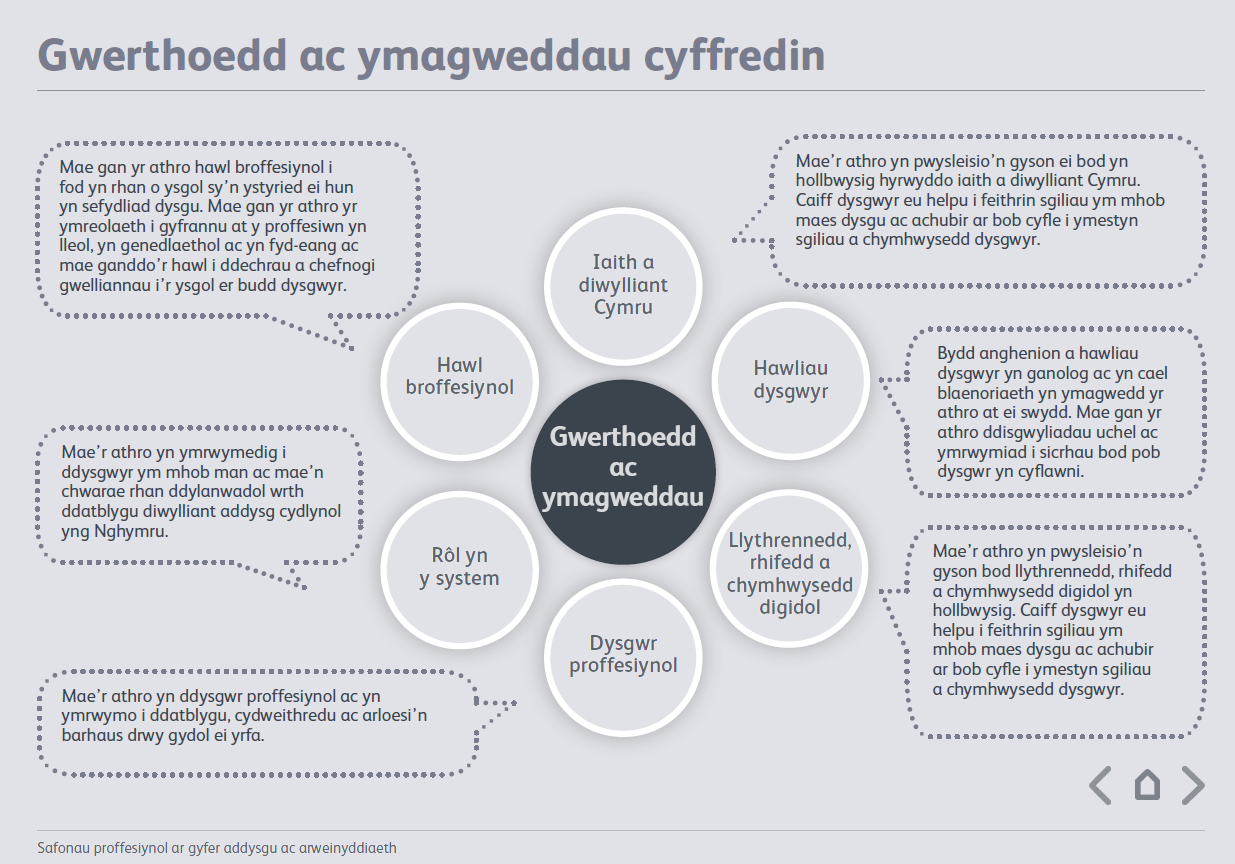 Gwerthoedd ac ymagweddau cyffredin
Mae gan yr athro hawl broffesiynol i
fod yn rhan o ysgol sy'n ystyried ei hun
yn sefydliad dysgu. Mae gan yr athro yr
ymreolaeth i gyfrannu at y proffesiwn yn
lleol, yn genedlaethol ac yn fyd-eang ac
mae ganddo'r hawl i ddechrau a chefnogi
gwelliannau i'r ysgol er budd dysgwyr.
Mae'r athro yn pwysleisio'n gyson ei bod yn
hollbwysig hyrwyddo iaith a diwylliant Cymru.
Caiff dysgwyr eu helpu i feithrin sgiliau ym mhob
maes dysgu ac achubir ar bob cyfle i ymestyn
sgiliau a chymhwysedd dysgwyr.
Iaith a
diwylliant
Cymru
Hawl
broffesiynol
Hawliau
dysgwyr
Bydd anghenion a hawliau
dysgwyr yn ganolog ac yn cael
blaenoriaeth yn ymagwedd yr
athro at ei swydd. Mae gan yr
athro ddisgwyliadau uchel ac
ymrwymiad i sicrhau bod pob
dysgwr yn cyflawni.
Gwerthoedd
ac
ymagweddau
Mae'r athro yn ymrwymedig i
ddysgwyr ym mhob man ac mae'n
chwarae rhan ddylanwadol wrth
ddatblygu diwylliant addysg cydlynol
yng Nghymru.
Rôl yn
y system
Llythrennedd,
rhifedd a
chymhwysedd
digidol
Mae'r athro yn pwysleisio'n
gyson bod llythrennedd, rhifedd
a chymhwysedd digidol yn
hollbwysig. Caiff dysgwyr eu
helpu i feithrin sgiliau ym
mhob maes dysgu ac achubir
ar bob cyfle i ymestyn sgiliau
a chymhwysedd dysgwyr.
Dysgwr
proffesiynol
Mae'r athro yn ddysgwr proffesiynol ac yn
ymrwymo i ddatblygu, cydweithredu ac arloesi'n
barhaus drwy gydol ei yrfa.
Safonau proffesiynol ar gyfer addysgu ac arweinyddiaeth